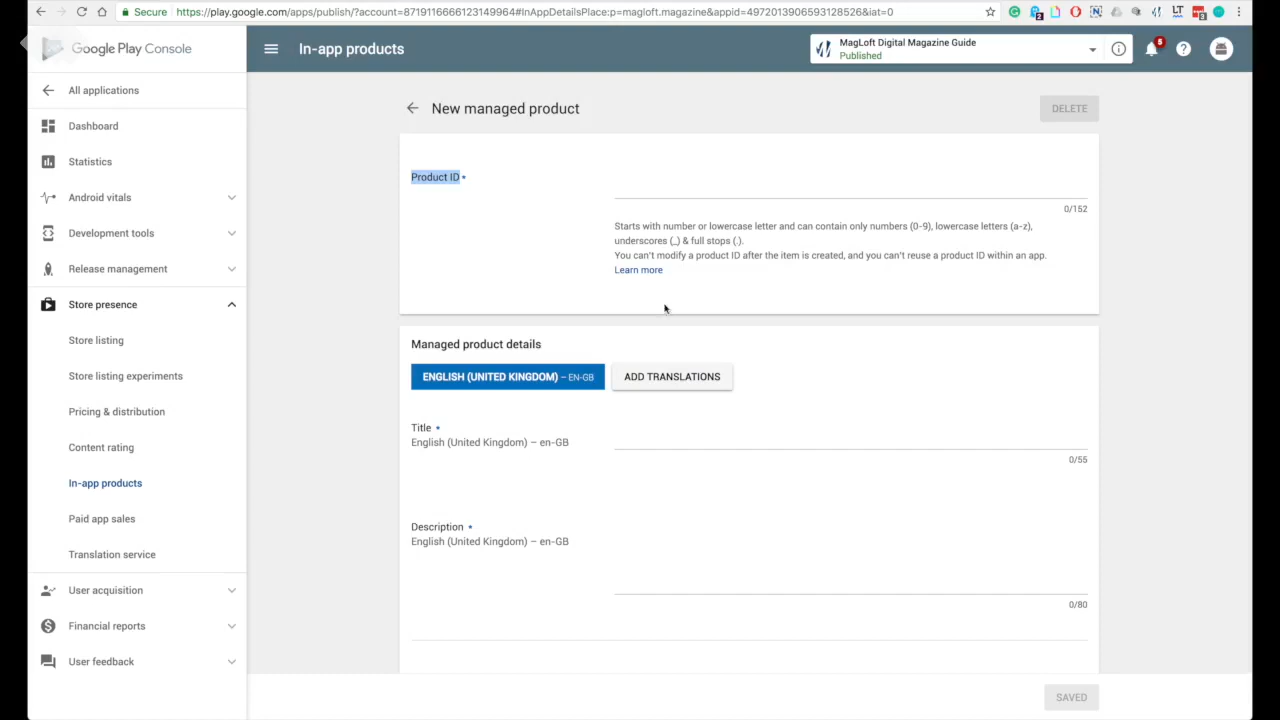 Secure
https://play.google.com/apps/publish/?account=8719116666123149964#InAppDetailsPlace:p=magloft.magazine&appid=4972013906593128526&iat=0
Google Play Console
In-app products
MagLoft Digital Magazine Guide
Published
5
All applications
Dashboard
Statistics
Android vitals
Development tools
Release management
Store presence
Store listing
Store listing experiments
Pricing & distribution
Content rating
In-app products
Paid app sales
Translation service
User acquisition
Financial reports
User feedback
New managed product
DELETE
Product ID *
0/152
Starts with number or lowercase letter and can contain only numbers (0-9), lowercase letters (a-z),
underscores (_) & full stops (.).
You can't modify a product ID after the item is created, and you can't reuse a product ID within an app.
Learn more
Managed product details
ENGLISH (UNITED KINGDOM) – EN-GB
ADD TRANSLATIONS
Title *
English (United Kingdom) – en-GB
0/55
Description *
English (United Kingdom) – en-GB
0/80
SAVED